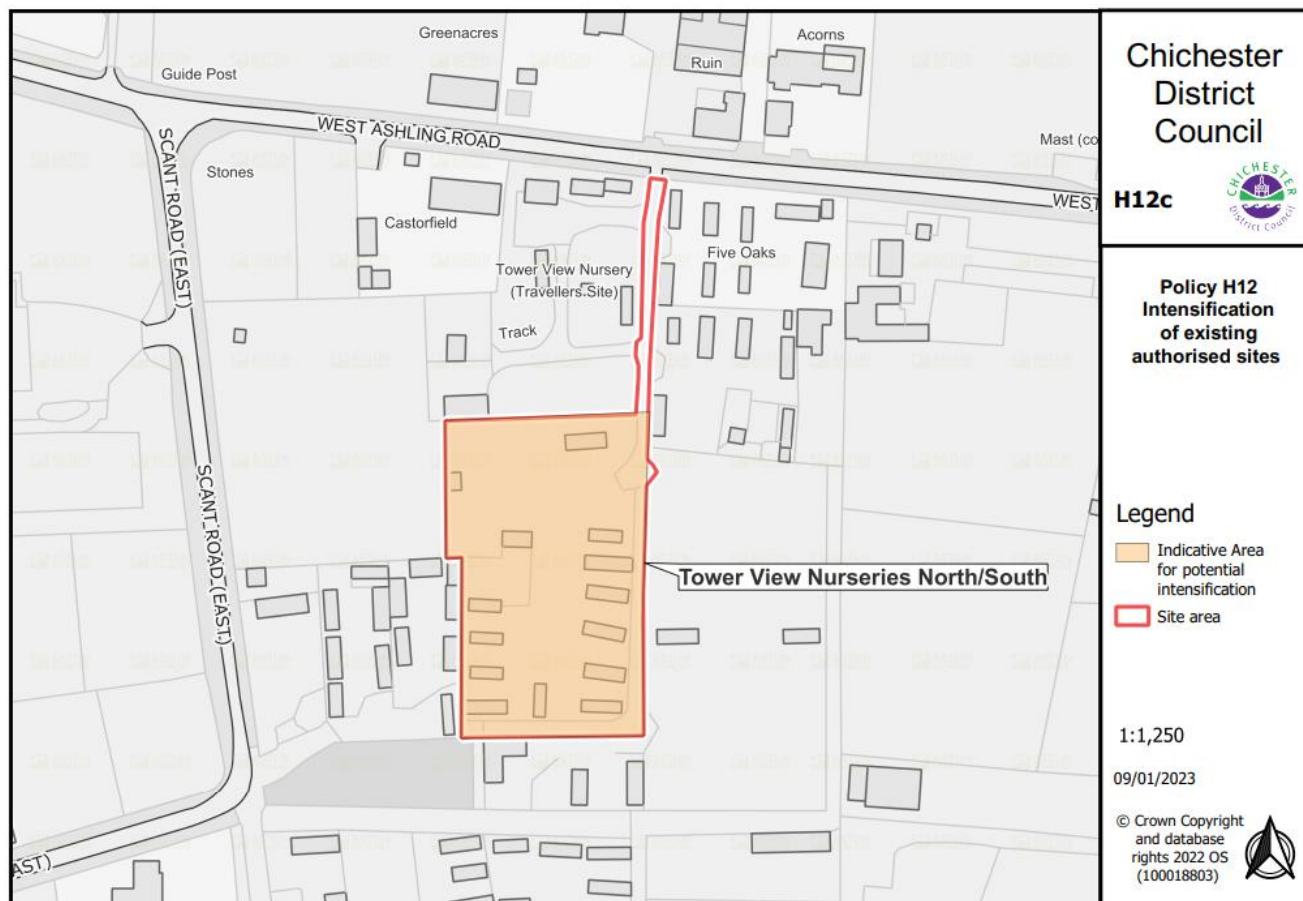 Greenacres
Acorns
Ruin
Guide Post
WEST ASHLING ROAD
SCANT ROAD (EAST)
Stones
Mast (co
WEST
Castorfield
Five Oaks
Tower View Nursery
(Travellers Site)
Track
SCANT ROAD (EAST)
Tower View Nurseries North/South
AST)
Chichester
District
Council
H12c
CHICHESTER
District Council
Policy H12
Intensification
of existing
authorised sites
Legend
Indicative Area
for potential
intensification
Site area
1:1,250
09/01/2023
© Crown Copyright
and database
rights 2022 OS
(100018803)